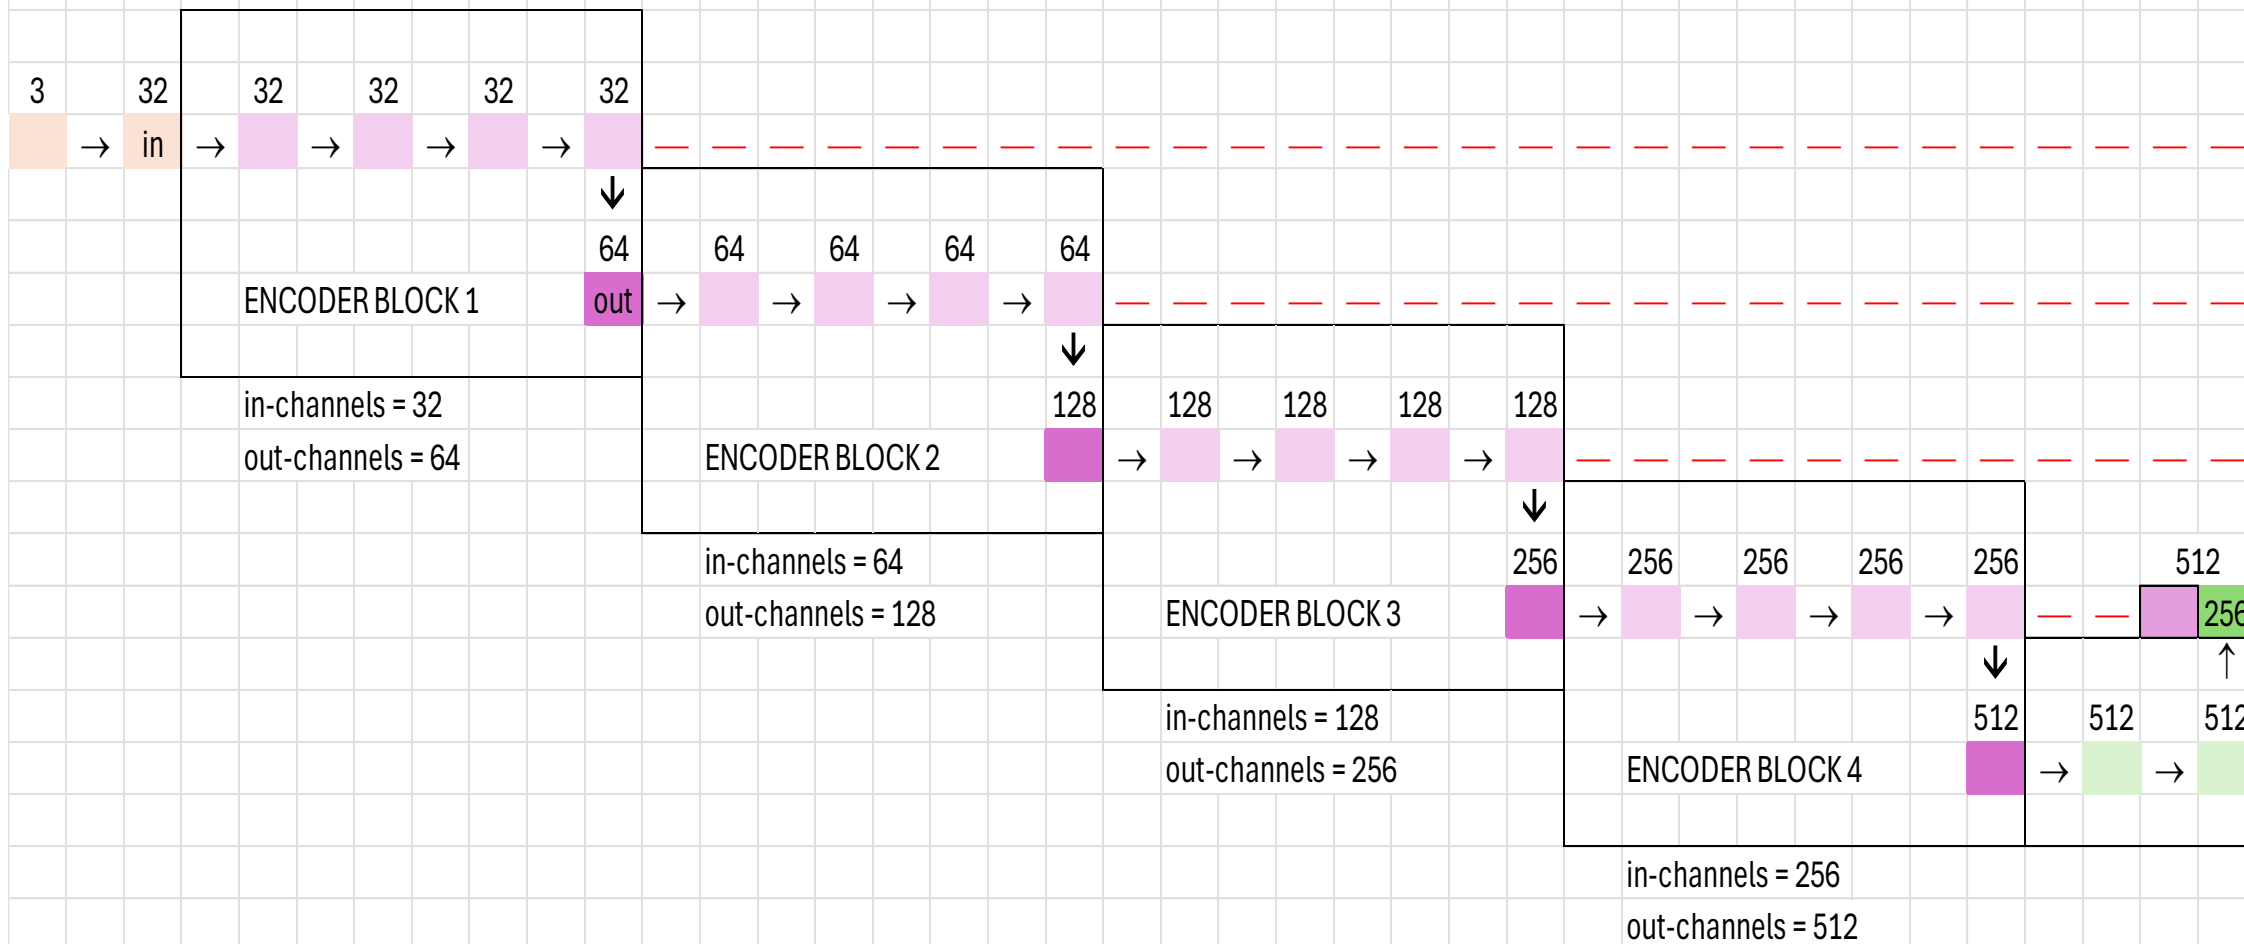 3 32 32 32 32 32
→ in → → → →
↓
64 64 64 64 64
ENCODER BLOCK 1 out → → → →
↓
in-channels = 32 128 128 128 128 128
out-channels = 64 ENCODER BLOCK 2 → → → →
↓
in-channels = 64 256 256 256 256 256 512
out-channels = 128 ENCODER BLOCK 3 → → → → 256
↓ ↑
in-channels = 128 512 512 512
out-channels = 256 ENCODER BLOCK 4 → →
in-channels = 256
out-channels = 512